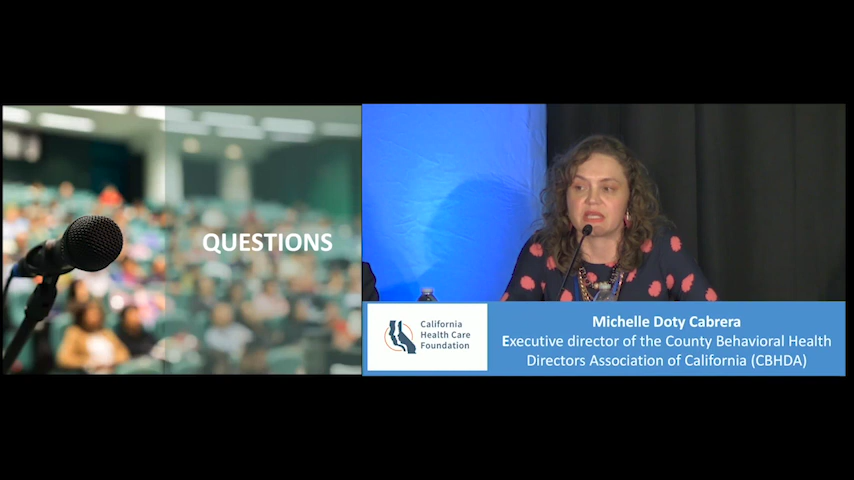 QUESTIONS
California
Health Care
Foundation
Michelle Doty Cabrera
Executive director of the County Behavioral Health
Directors Association of California (CBHDA)